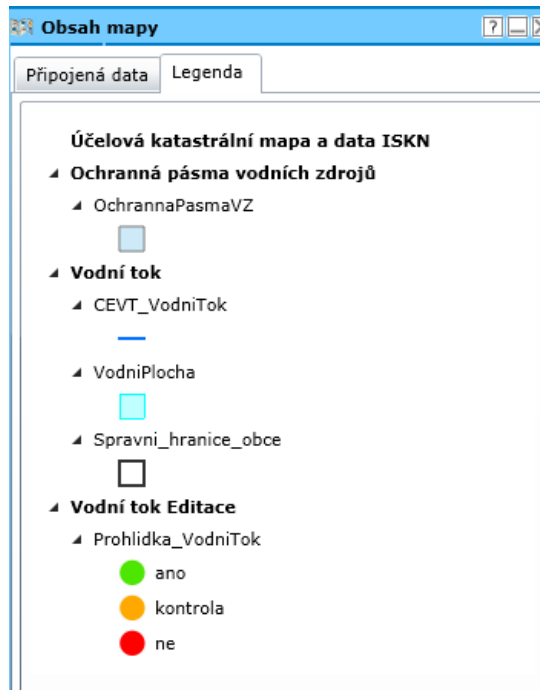 Obsah mapy
Připojená data
Legenda
Účelová katastrální mapa a data ISKN
Ochranná pásma vodních zdrojů
OchrannaPasmaVZ
Vodní tok
CEVT_VodniTok
VodniPlocha
Spravni_hranice_obce
Vodní tok Editace
Prohlidka_VodniTok
ano
kontrola
ne